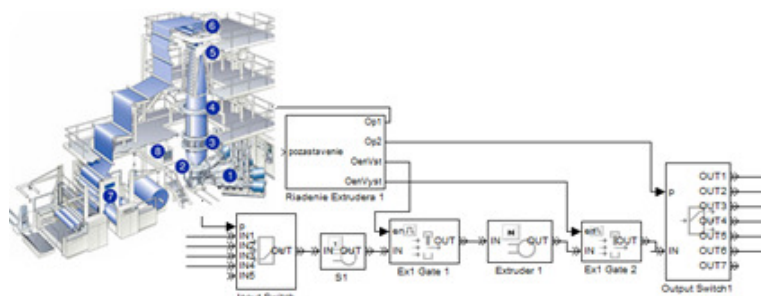 6
5
4
3
8
2
1
7
Op1
Op2
OenVst
OenVyst
pozastavenie
Riadenie Extrudera 1
p
IN1
IN2
IN3
IN4
IN5
OUT
Input Switch
IN
OUT
S1
en
IN
OUT
Ex1 Gate 1
IN
OUT
Extruder 1
en
IN
OUT
Ex1 Gate 2
p
IN
OUT1
OUT2
OUT3
OUT4
OUT5
OUT6
OUT7
Output Switch1